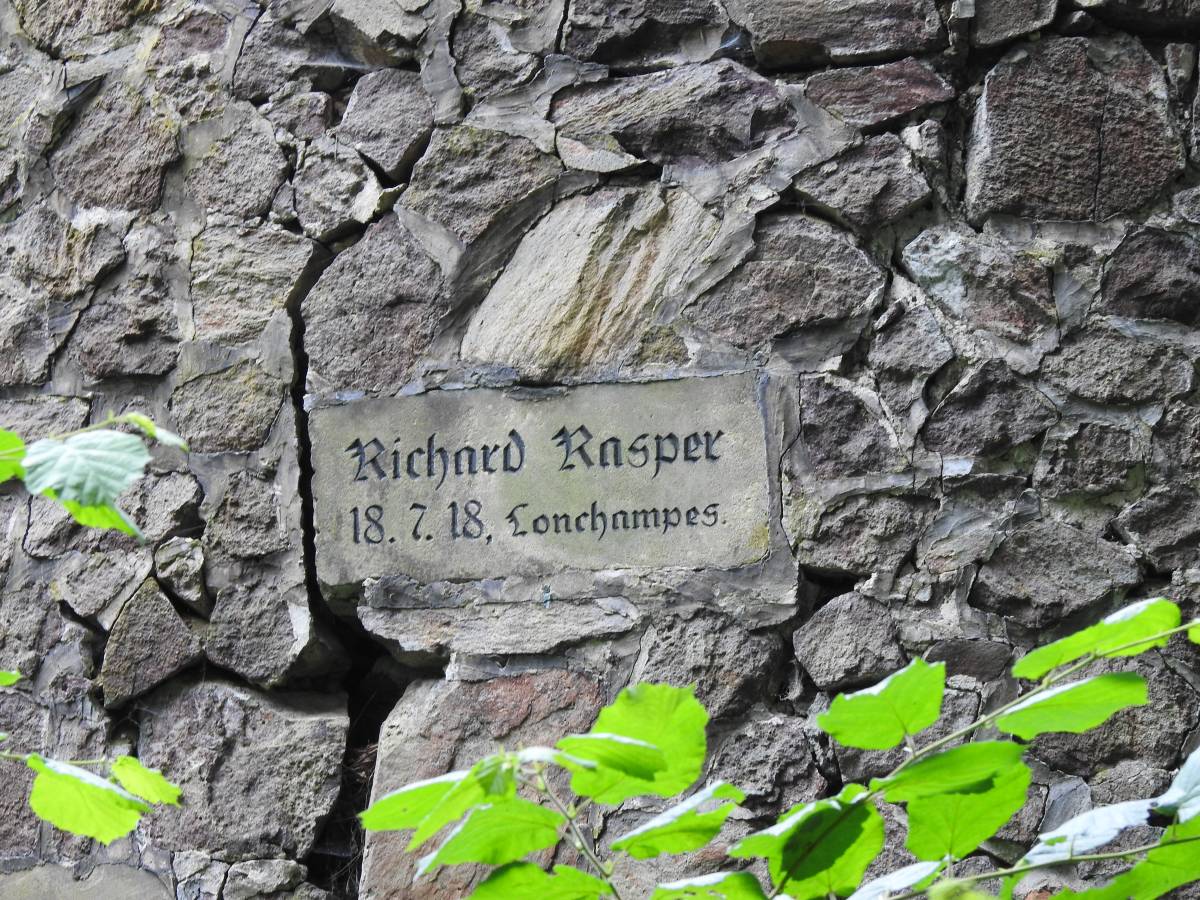 Richard Rasper
18. 7. 18, Lonchampes.